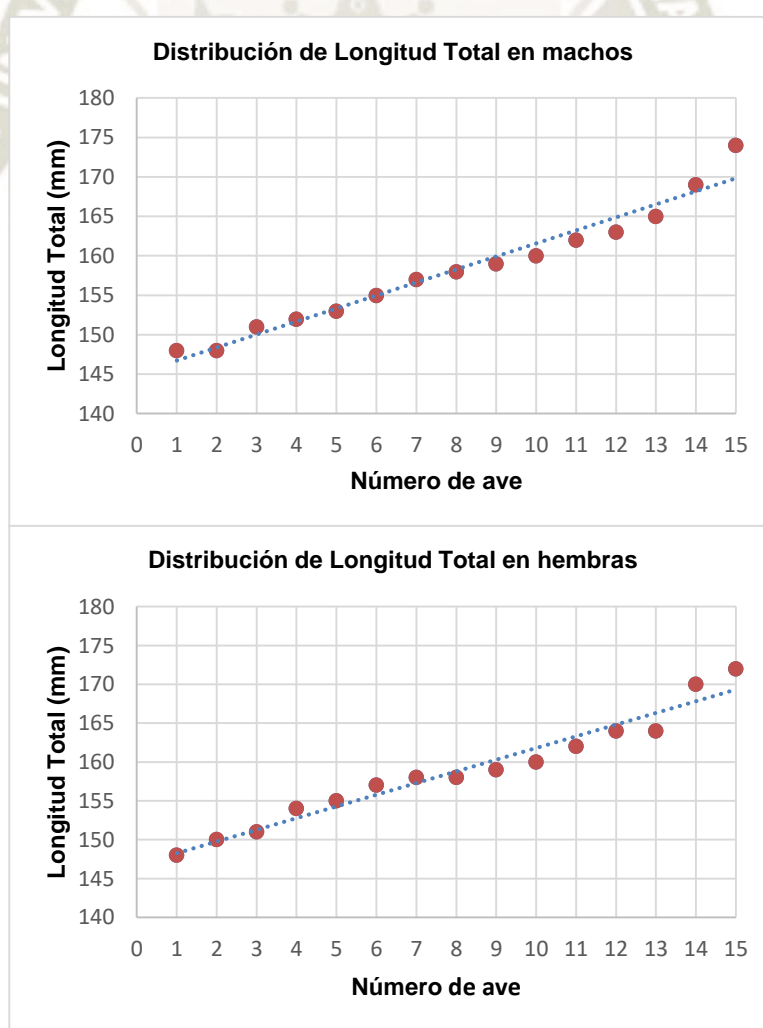 Distribución de Longitud Total en machos
Longitud Total (mm)
180
175
170
165
160
155
150
145
140
0 1 2 3 4 5 6 7 8 9 10 11 12 13 14 15
Número de ave
Distribución de Longitud Total en hembras
Longitud Total (mm)
180
175
170
165
160
155
150
145
140
0 1 2 3 4 5 6 7 8 9 10 11 12 13 14 15
Número de ave